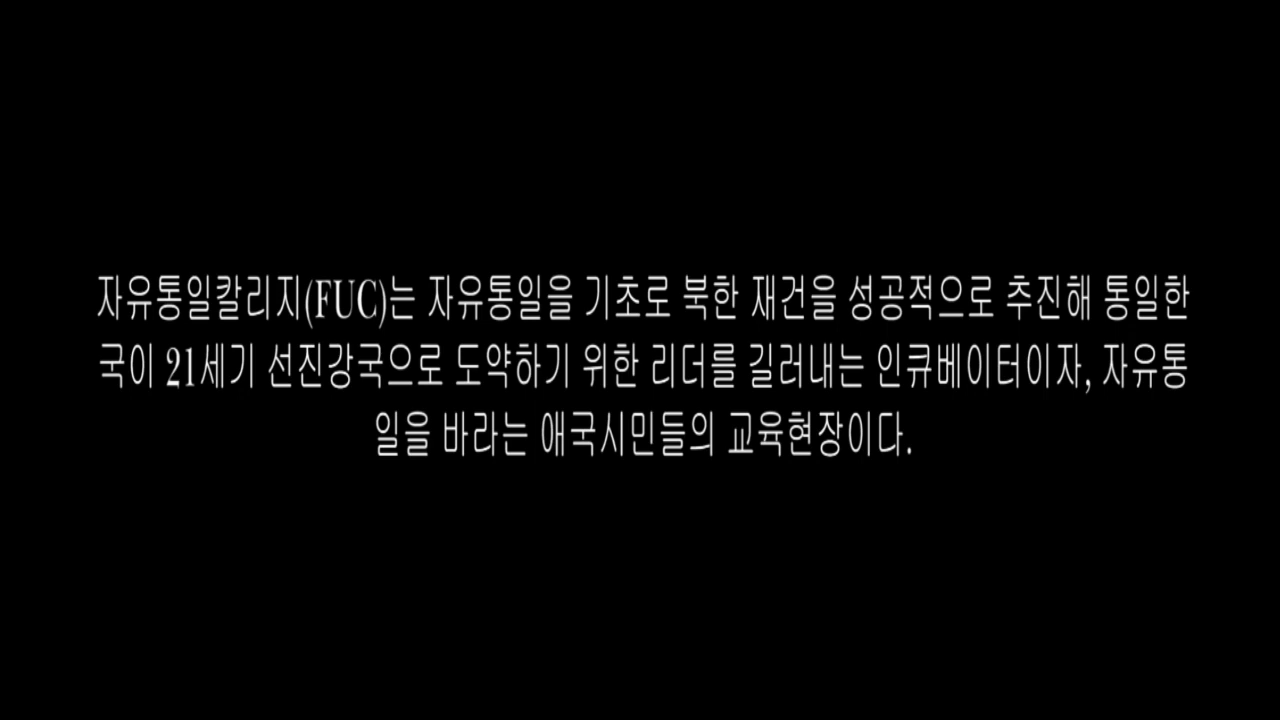 자유통일칼리지(FUC)는 자유통일을 기초로 북한 재건을 성공적으로 추진해 통일한
국이 21세기 선진강국으로 도약하기 위한 리더를 길러내는 인큐베이터이자, 자유통
일을 바라는 애국시민들의 교육현장이다.